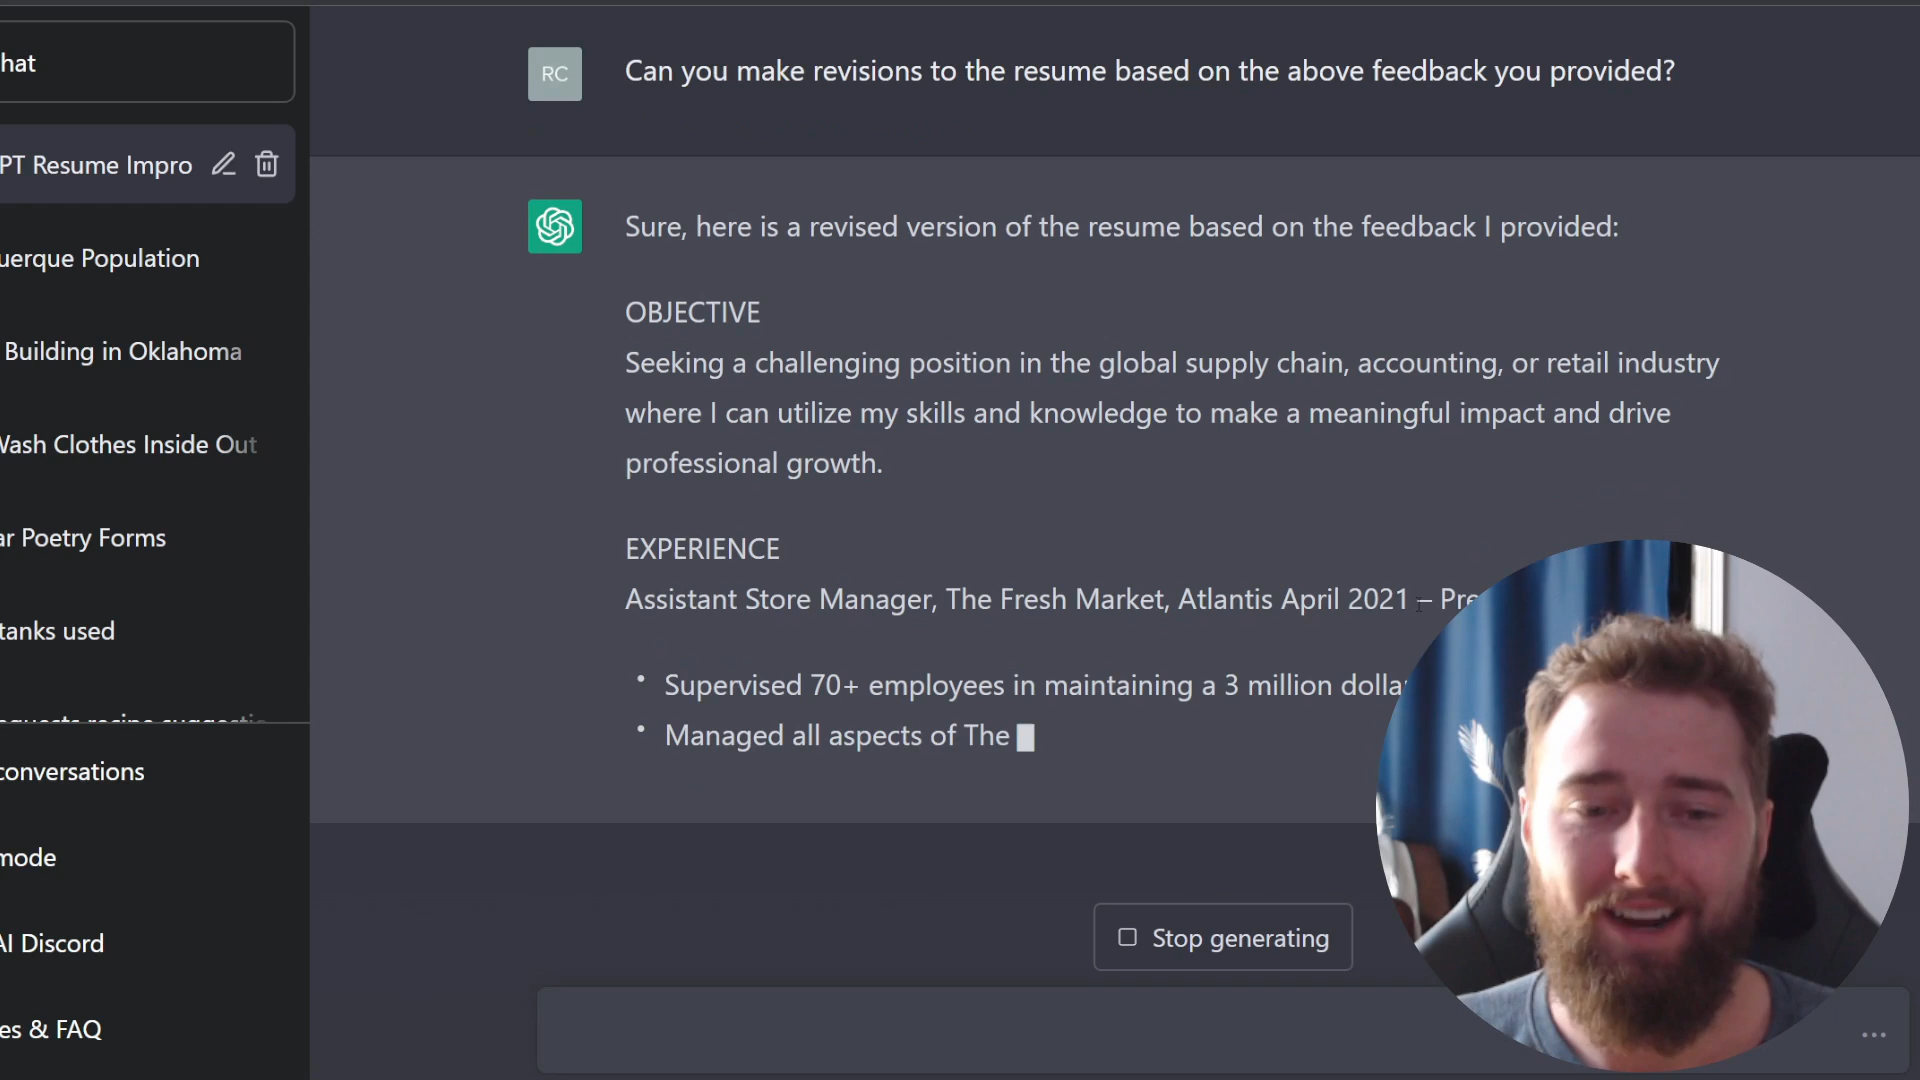 hat
PT Resume Impro
uerque Population
Building in Oklahoma
Wash Clothes Inside Out
ar Poetry Forms
tanks used
conversations
mode
AI Discord
es & FAQ
RC
Can you make revisions to the resume based on the above feedback you provided?
Sure, here is a revised version of the resume based on the feedback I provided:
OBJECTIVE
Seeking a challenging position in the global supply chain, accounting, or retail industry
where I can utilize my skills and knowledge to make a meaningful impact and drive
professional growth.
EXPERIENCE
Assistant Store Manager, The Fresh Market, Atlantis April 2021 – Pre
• Supervised 70+ employees in maintaining a 3 million dolla
• Managed all aspects of The
Stop generating